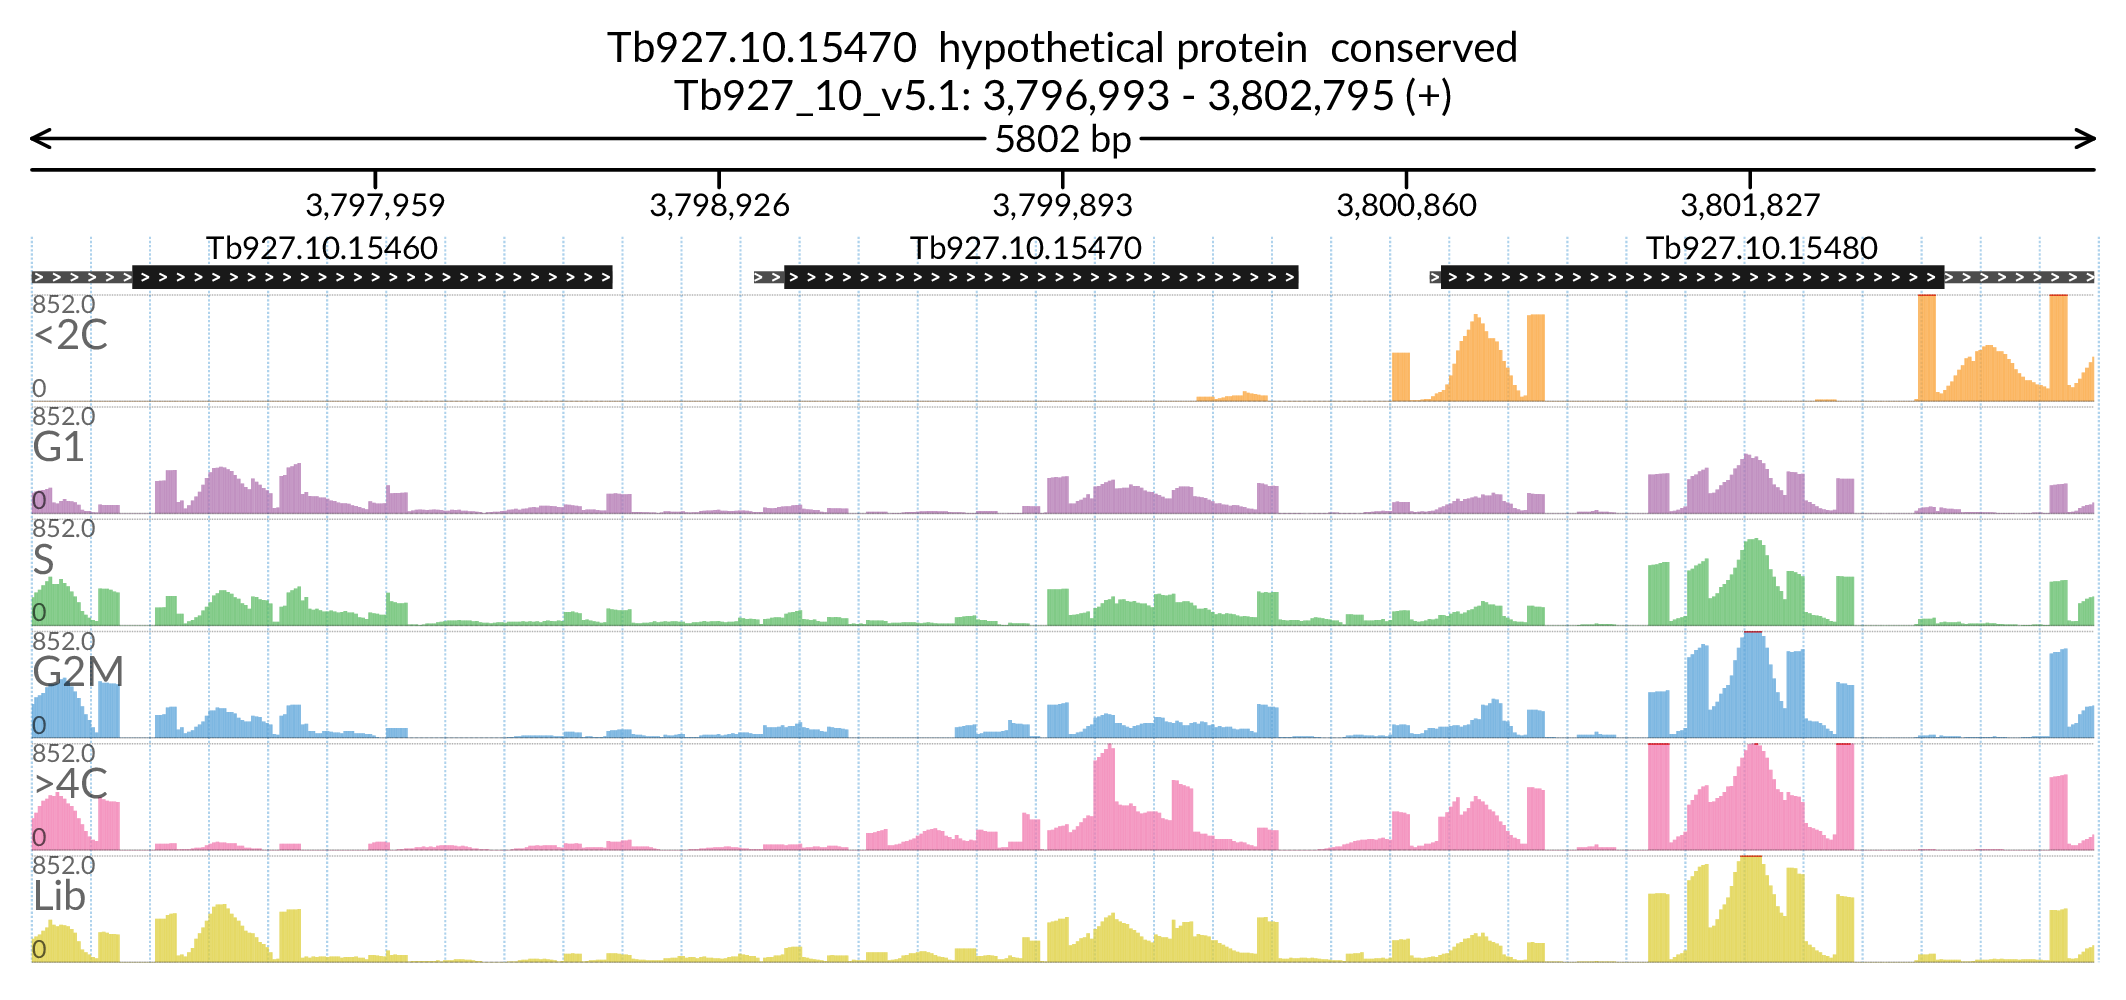 Tb927.10.15470  hypothetical protein  conserved
Tb927_10_v5.1: 3,796,993 - 3,802,795 (+)
5802 bp
3,797,959 3,798,926 3,799,893 3,800,860 3,801,827
Tb927.10.15460 Tb927.10.15470 Tb927.10.15480
852.0
<2C
0
852.0
G1
0
852.0
S
0
852.0
G2M
0
852.0
>4C
0
852.0
Lib
0